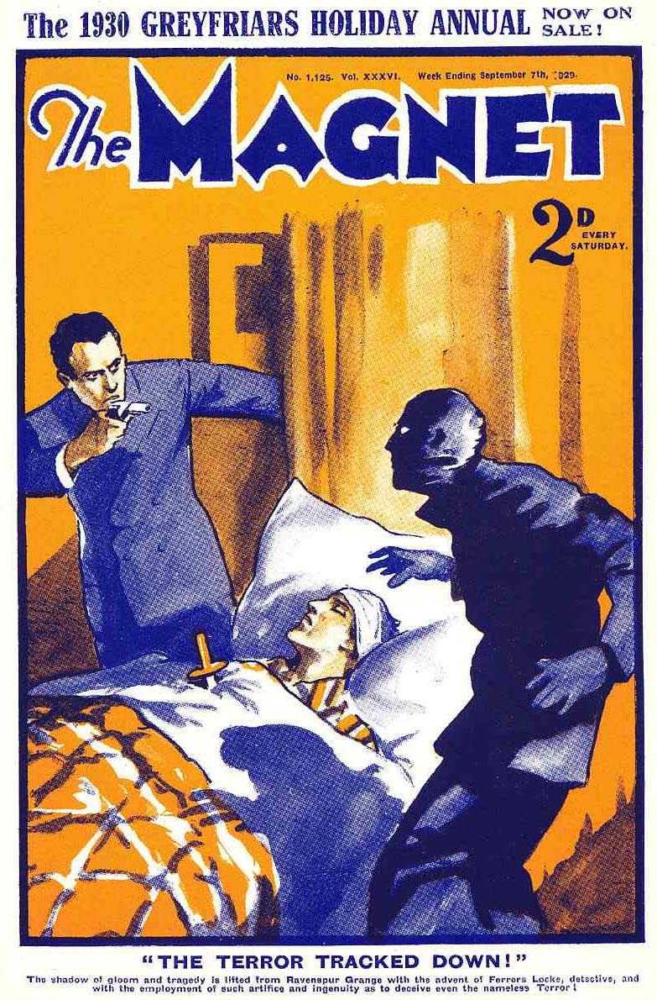 The 1930 GREYFRIARS HOLIDAY ANNUAL NOW ON SALE!
No. 1,125. Vol. XXXVI. Week Ending September 7th, 1929.
The MAGNET
2D
EVERY
SATURDAY.
"THE TERROR TRACKED DOWN!"
The shadow of gloom and tragedy is lifted from Ravenspur Grange with the advent of Ferrers Locke, detective, and
with the employment of such artifice and ingenuity as to deceive even the nameless Terror!